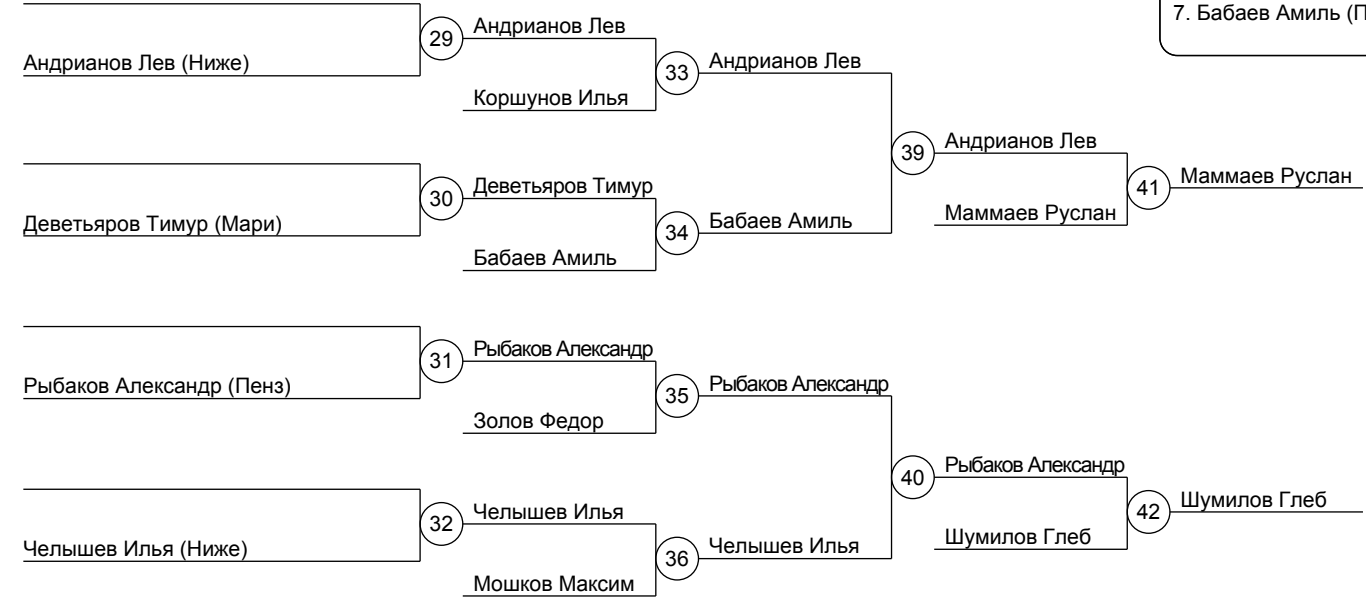 7. Бабаев Амиль (П
Андрианов Лев (Ниже)
29
Андрианов Лев
Коршунов Илья
33
Андрианов Лев
Деветьяров Тимур (Мари)
30
Деветьяров Тимур
Бабаев Амиль
34
Бабаев Амиль
39
Андрианов Лев
Маммаев Руслан
41
Маммаев Руслан
Рыбаков Александр (Пенз)
31
Рыбаков Александр
Золов Федор
35
Рыбаков Александр
Челышев Илья (Ниже)
32
Челышев Илья
Мошков Максим
36
Челышев Илья
40
Рыбаков Александр
Шумилов Глеб
42
Шумилов Глеб